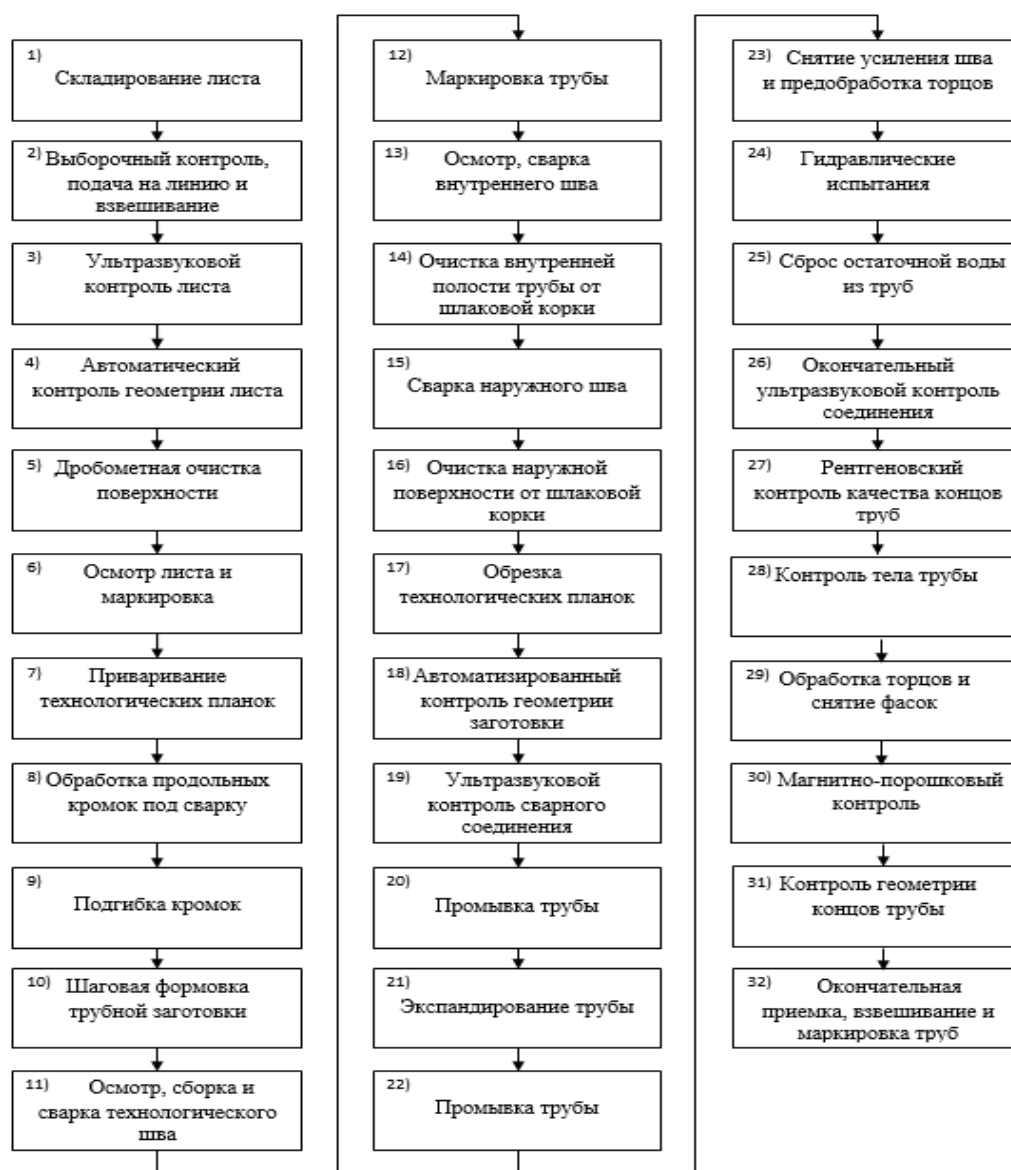 1)
Складирование листа
2) Выборочный контроль,
подача на линию и
взвешивание
3) Ультразвуковой
контроль листа
4) Автоматический
контроль геометрии листа
5) Дробометная очистка
поверхности
6) Осмотр листа и
маркировка
7) Приваривание
технологических планок
8) Обработка продольных
кромок под сварку
9)
Подгибка кромок
10) Шаговая формовка
трубной заготовки
11) Осмотр, сборка и
сварка технологического
шва
12)
Маркировка трубы
13) Осмотр, сварка
внутреннего шва
14) Очистка внутренней
полости трубы от
шлаковой корки
15)
Сварка наружного шва
16) Очистка наружной
поверхности от шлаковой
корки
17) Обрезка
технологических планок
18) Автоматизированный
контроль геометрии
заготовки
19) Ультразвуковой
контроль сварного
соединения
20)
Промывка трубы
21)
Экспандирование трубы
22)
Промывка трубы
23) Снятие усиления шва
и предобработка торцов
24) Гидравлические
испытания
25) Сброс остаточной воды
из труб
26) Окончательный
ультразвуковой контроль
соединения
27) Рентгеновский
контроль качества концов
труб
28) Контроль тела трубы
29) Обработка торцов и
снятие фасок
30) Магнитно-порошковый
контроль
31) Контроль геометрии
концов трубы
32) Окончательная
приемка, взвешивание и
маркировка труб